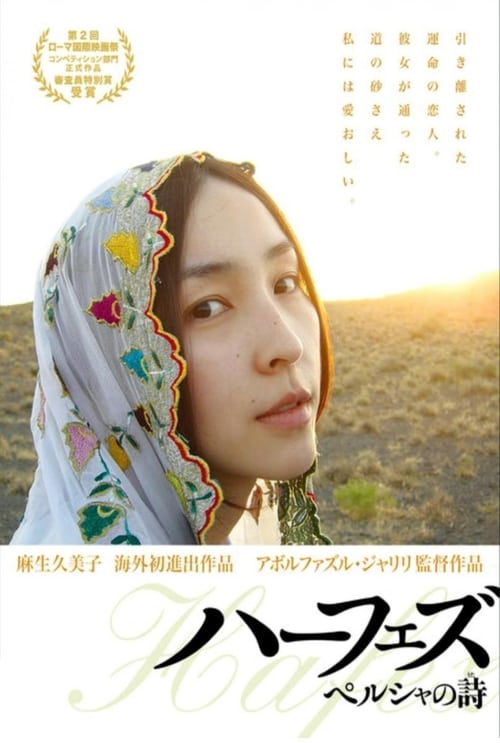 第2回
ローマ国際映画祭
コンペティション部門
正式作品
審査員特別賞
受賞
引き離された
運命の恋人。
彼女が通った
道の砂さえ
私には愛おしい。
麻生久美子 海外初進出作品 アボルファズル・ジャリリ 監督作品
Hafez
ハーフェズ
ペルシャの詩
うた